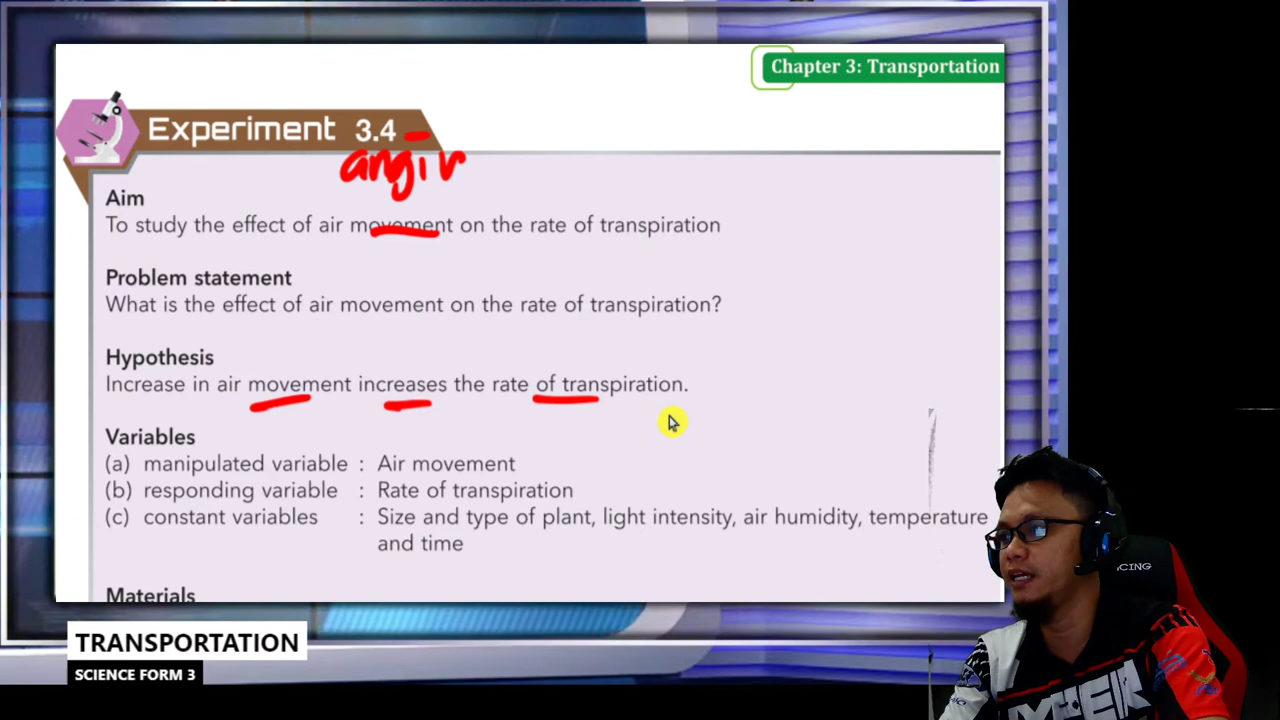 Chapter 3: Transportation
Experiment 3.4
angin
Aim
To study the effect of air movement on the rate of transpiration
Problem statement
What is the effect of air movement on the rate of transpiration?
Hypothesis
Increase in air movement increases the rate of transpiration.
Variables
(a) manipulated variable : Air movement
(b) responding variable : Rate of transpiration
(c) constant variables : Size and type of plant, light intensity, air humidity, temperature
and time
Materials
TRANSPORTATION
SCIENCE FORM 3